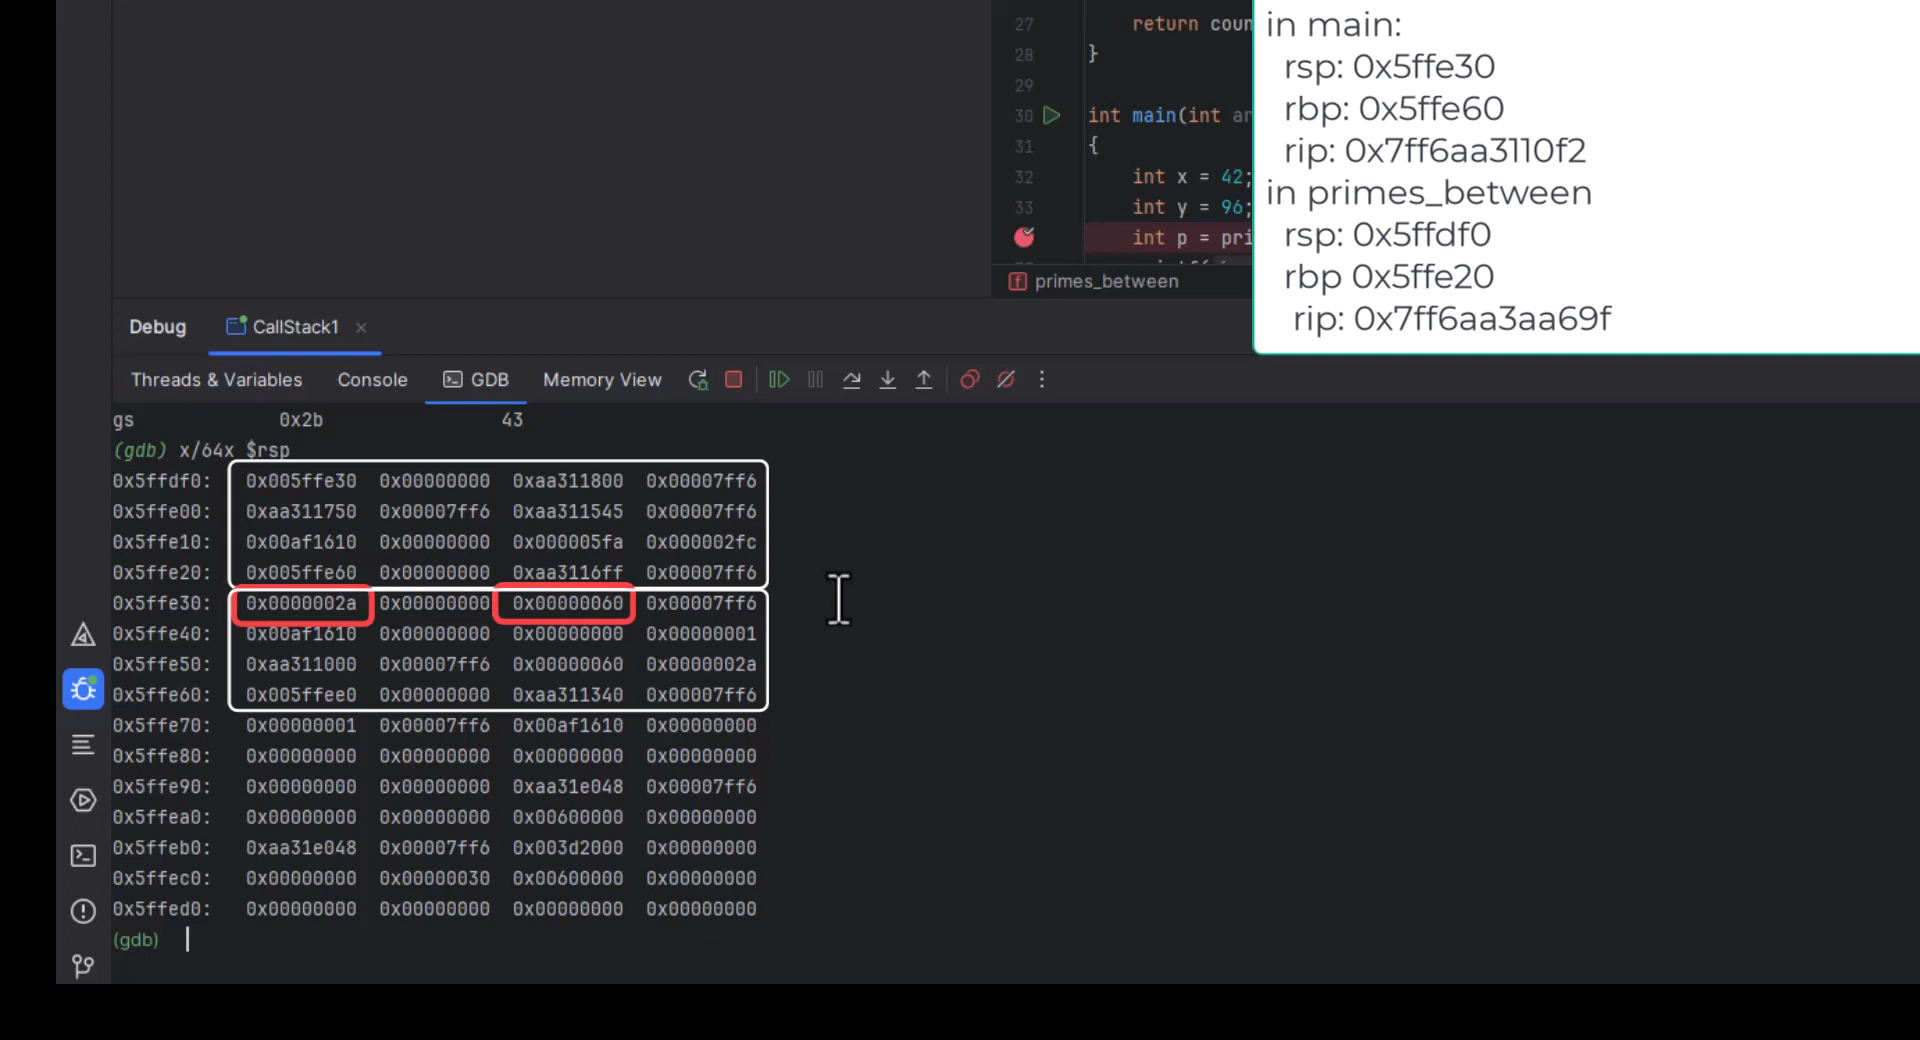 27 return coun
28 }
29
30 int main(int ar
31 {
32 int x = 42;
33 int y = 96;
int p = pri
primes_between
in main:
rsp: 0x5ffe30
rbp: 0x5ffe60
rip: 0x7ff6aa3110f2
in primes_between
rsp: 0x5ffdf0
rbp 0x5ffe20
rip: 0x7ff6aa3aa69f
Debug CallStack1
Threads & Variables Console GDB Memory View
gs 0x2b 43
(gdb) x/64x $rsp
0x5ffdf0: 0x005ffe30 0x00000000 0xaa311800 0x00007ff6
0x5ffe00: 0xaa311750 0x00007ff6 0xaa311545 0x00007ff6
0x5ffe10: 0x00af1610 0x00000000 0x000005fa 0x000002fc
0x5ffe20: 0x005ffe60 0x00000000 0xaa3116ff 0x00007ff6
0x5ffe30: 0x0000002a 0x00000000 0x00000060 0x00007ff6
0x5ffe40: 0x00af1610 0x00000000 0x00000000 0x00000001
0x5ffe50: 0xaa311000 0x00007ff6 0x00000060 0x0000002a
0x5ffe60: 0x005ffee0 0x00000000 0xaa311340 0x00007ff6
0x5ffe70: 0x00000001 0x00007ff6 0x00af1610 0x00000000
0x5ffe80: 0x00000000 0x00000000 0x00000000 0x00000000
0x5ffe90: 0x00000000 0x00000000 0xaa31e048 0x00007ff6
0x5ffea0: 0x00000000 0x00000000 0x00600000 0x00000000
0x5ffeb0: 0xaa31e048 0x00007ff6 0x003d2000 0x00000000
0x5ffec0: 0x00000000 0x00000030 0x00600000 0x00000000
0x5ffed0: 0x00000000 0x00000000 0x00000000 0x00000000
(gdb)